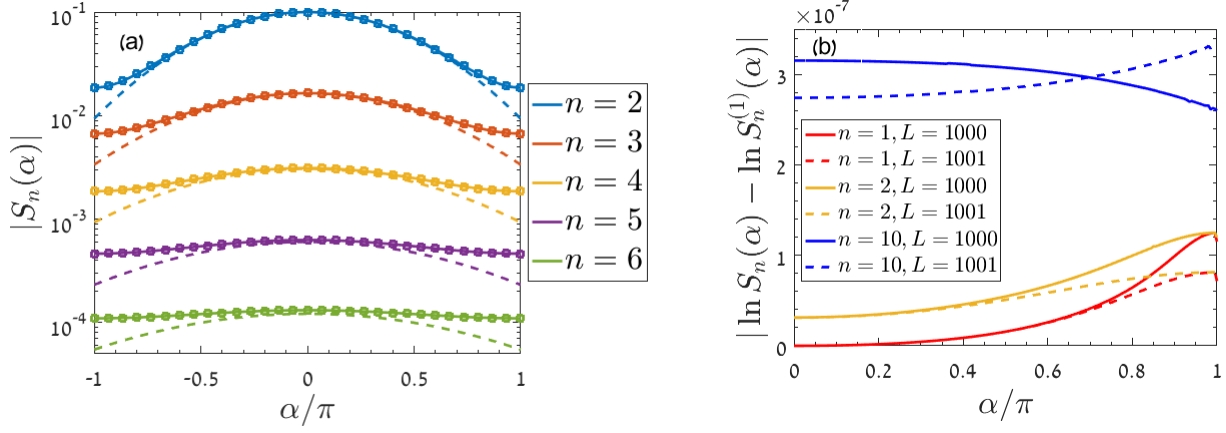 (a)
|S_n(α)|
10^-1
10^-2
10^-3
10^-4
-1 -0.5 0 0.5 1
α/π
n = 2
n = 3
n = 4
n = 5
n = 6
×10^-7
(b)
|ln S_n(α) − ln S_n^(1)(α)|
3
2
1
0
n = 1, L = 1000
n = 1, L = 1001
n = 2, L = 1000
n = 2, L = 1001
n = 10, L = 1000
n = 10, L = 1001
0 0.2 0.4 0.6 0.8 1
α/π